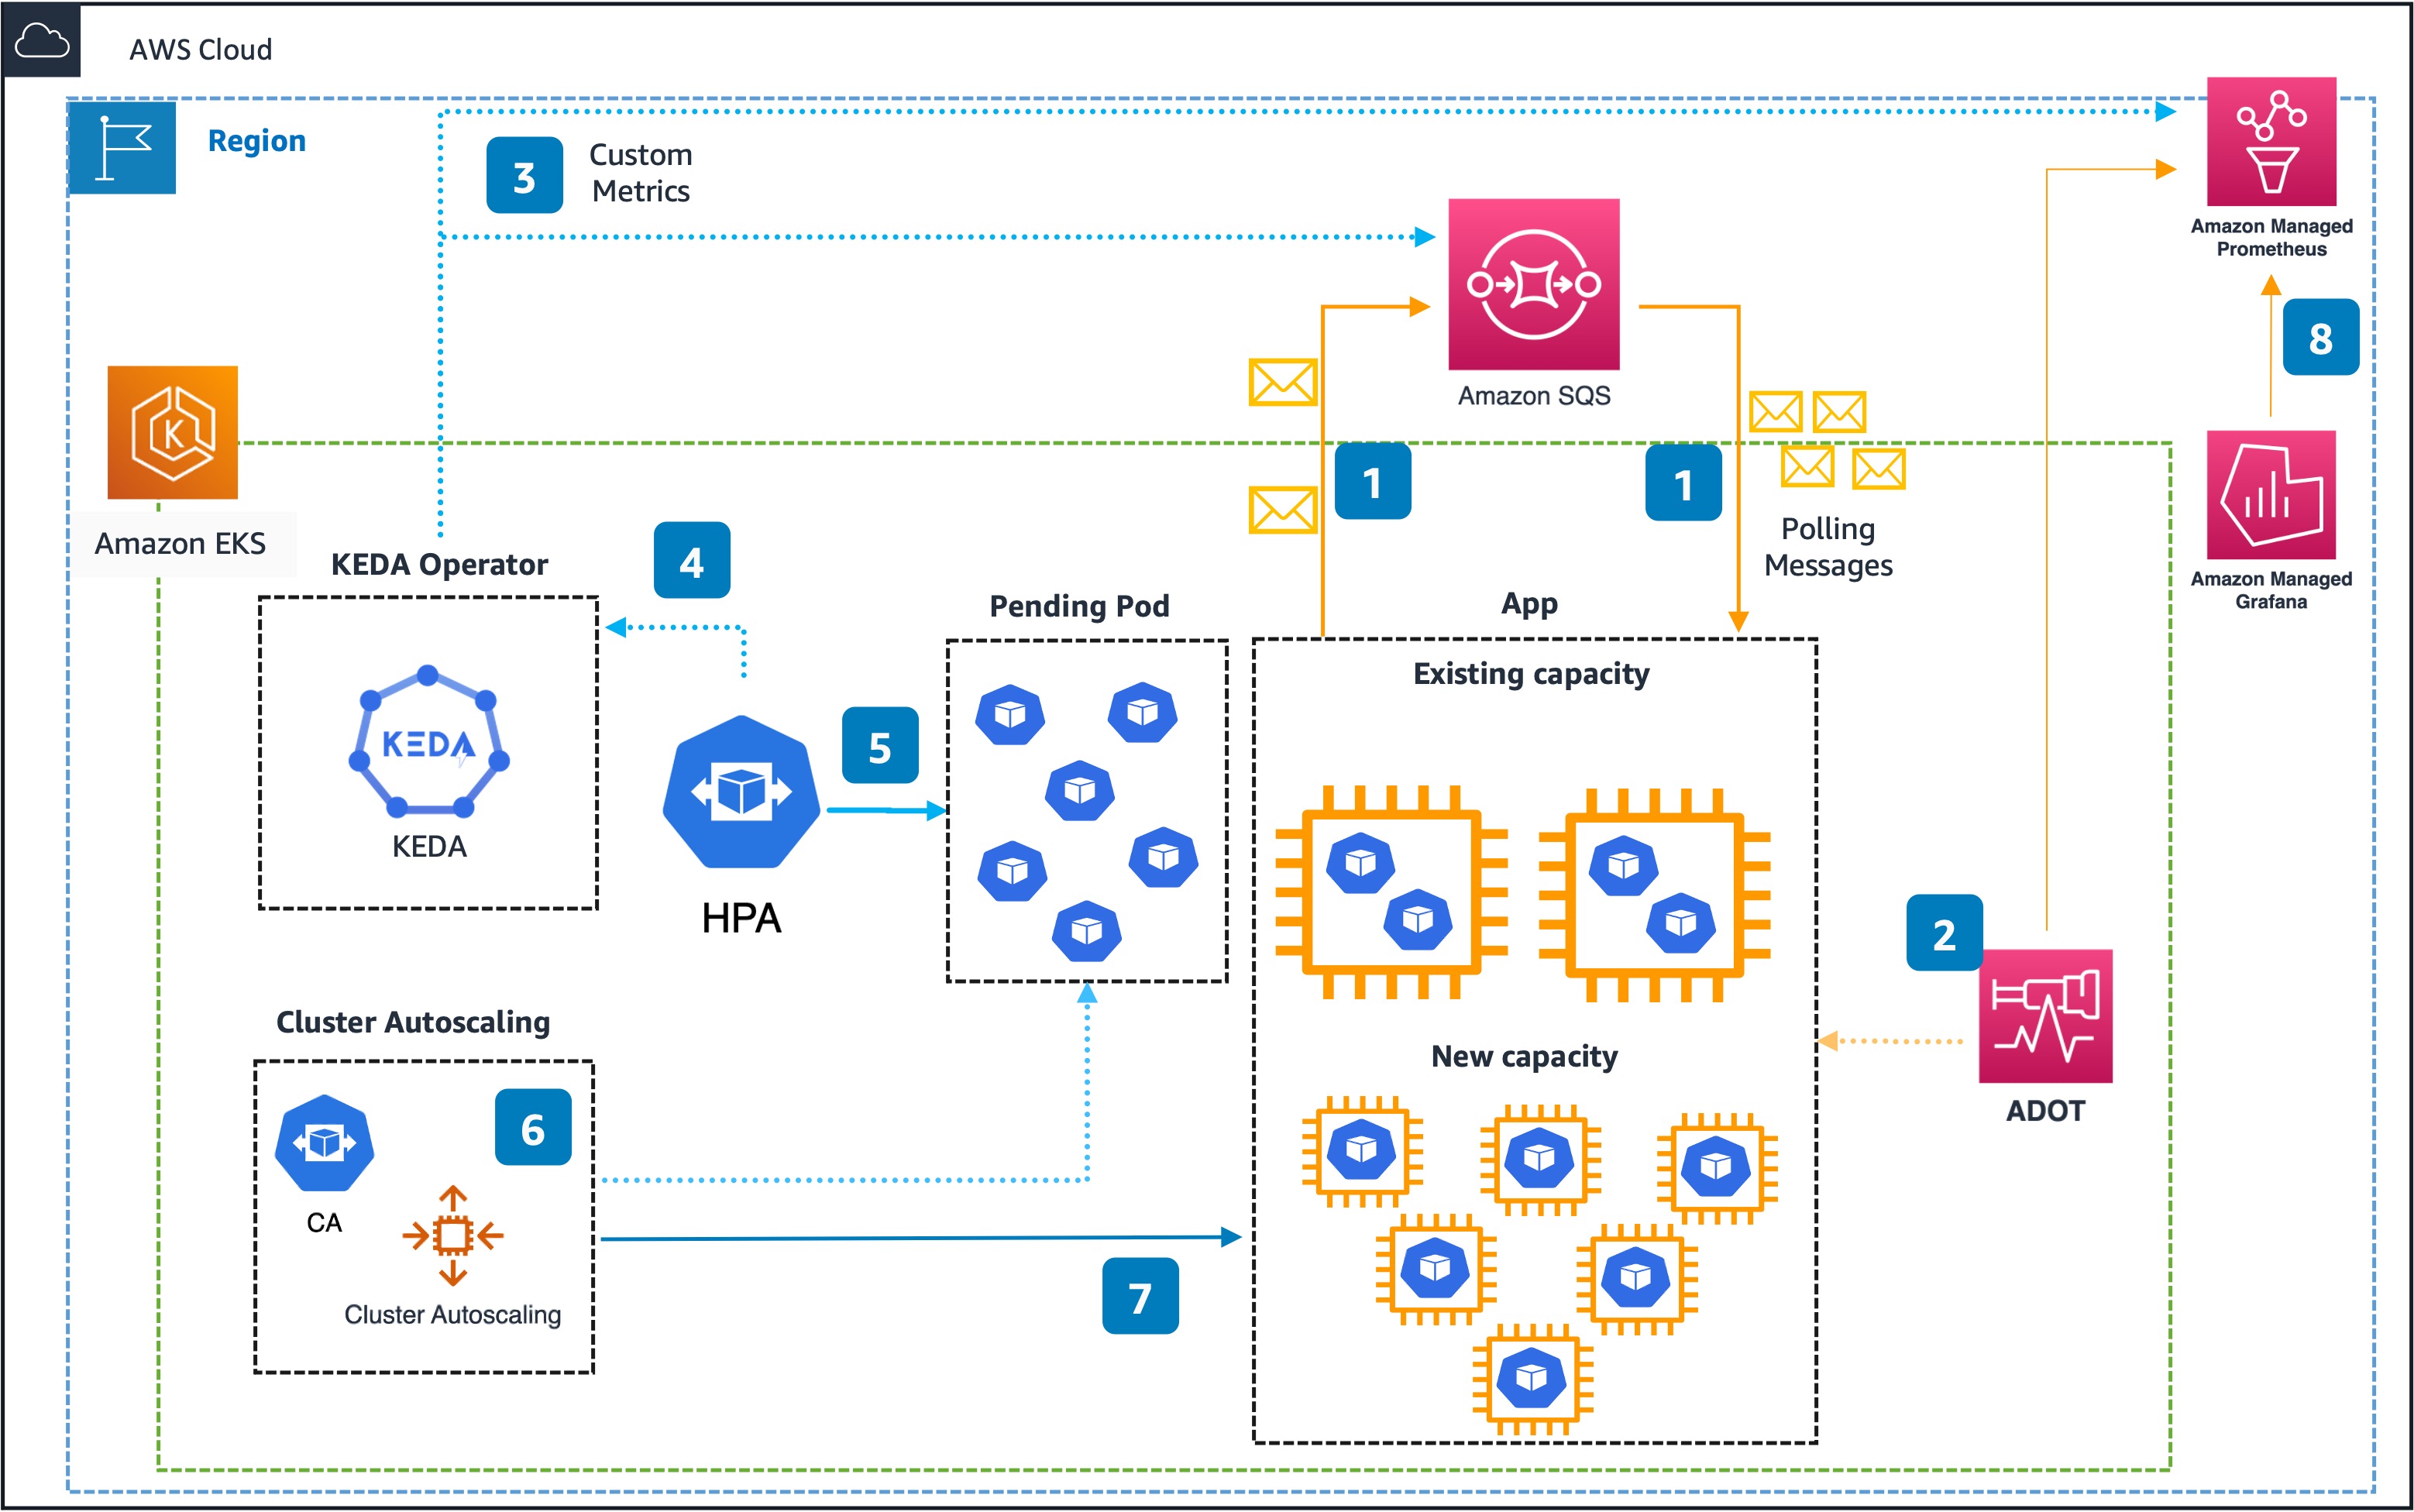 AWS Cloud
Region
3
Custom
Metrics
Amazon Managed
Prometheus
8
Amazon SQS
K
Amazon EKS
1
1
Polling
Messages
Amazon Managed
Grafana
KEDA Operator
4
KEDA
KEDA
HPA
5
Pending Pod
App
Existing capacity
New capacity
2
ADOT
Cluster Autoscaling
6
CA
Cluster Autoscaling
7